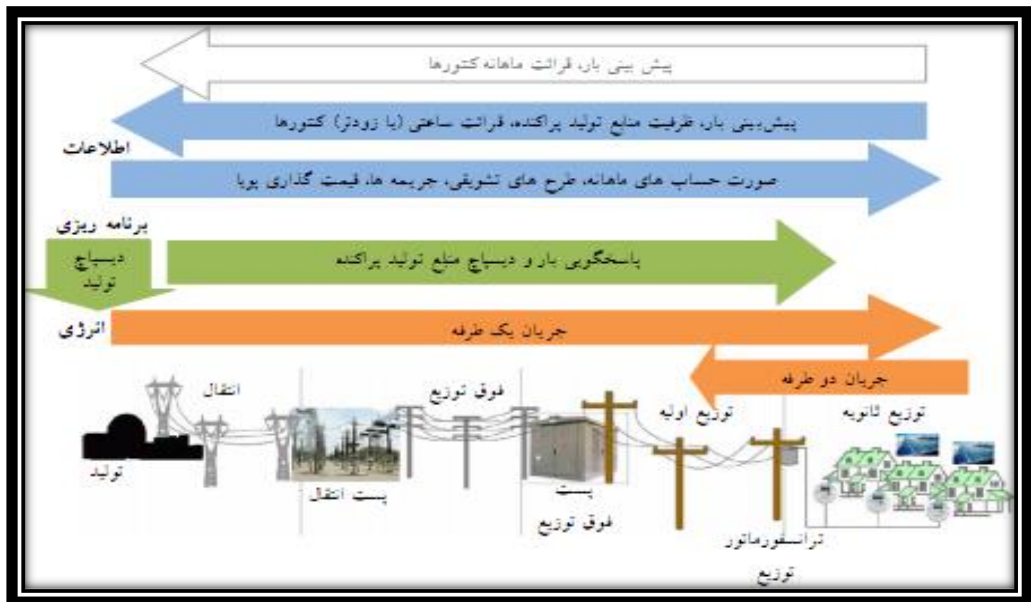 پیش بینی بار، قرائت ماهانه کنتورها
پیش‌بینی بار، ظرفیت منابع تولید پراکنده، قرائت ساعتی (یا زودتر) کنتورها
اطلاعات
صورت حساب های ماهانه، طرح های تشویقی، جریمه ها، قیمت گذاری پویا
برنامه ریزی
دیسپاچ
تولید
پاسخگویی بار و دیسپاچ منابع تولید پراکنده
انرژی
جریان یک طرفه
جریان دو طرفه
انتقال
فوق توزیع
توزیع اولیه
توزیع ثانویه
تولید
پست انتقال
پست
فوق توزیع
ترانسفورماتور
توزیع